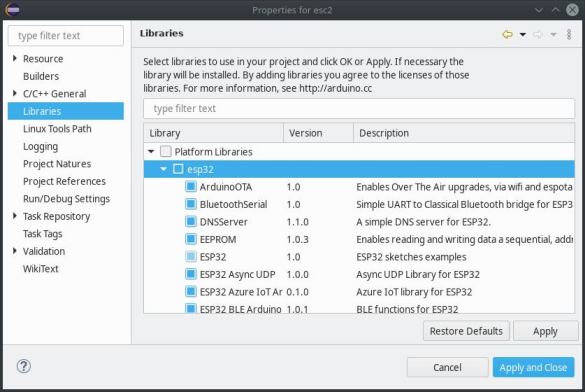 Properties for esc2
type filter text
Resource
Builders
C/C++ General
Libraries
Linux Tools Path
Logging
Project Natures
Project References
Run/Debug Settings
Task Repository
Task Tags
Validation
WikiText
Libraries
Select libraries to use in your project and click OK or Apply. If necessary the
library will be installed. By adding libraries you agree to the licenses of those
libraries. For more information, see http://arduino.cc
type filter text
Library Version Description
Platform Libraries
esp32
ArduinoOTA 1.0 Enables Over The Air upgrades, via wifi and espota
BluetoothSerial 1.0 Simple UART to Classical Bluetooth bridge for ESP3
DNSServer 1.1.0 A simple DNS server for ESP32.
EEPROM 1.0.3 Enables reading and writing data a sequential, addr
ESP32 1.0 ESP32 sketches examples
ESP32 Async UDP 1.0.0 Async UDP Library for ESP32
ESP32 Azure IoT Ar 0.1.0 Azure IoT library for ESP32
ESP32 BLE Arduino 1.0.1 BLE functions for ESP32
Restore Defaults Apply
? Cancel Apply and Close